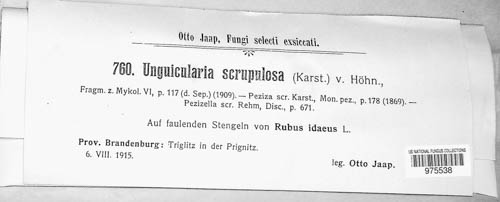 Otto Jaap, Fungi selecti exsiccati.
760. Unguicularia scrupulosa (Karst.) v. Höhn.,
Fragm. z. Mykol. VI, p. 117 (d. Sep.) (1909). — Peziza scr. Karst., Mon. pez., p. 178 (1869). —
Pezizella scr. Rehm, Disc., p. 671.
Auf faulenden Stengeln von Rubus idaeus L.
Prov. Brandenburg: Triglitz in der Prignitz.
6. VIII. 1915.
leg. Otto Jaap.
US NATIONAL FUNGUS COLLECTIONS
975538